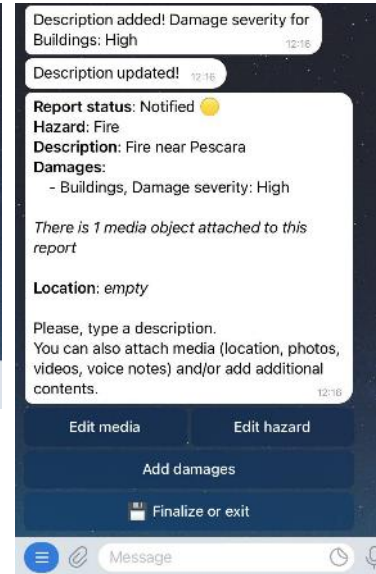 Description added! Damage severity for
Buildings: High
12:16
Description updated! 12:16
Report status: Notified
Hazard: Fire
Description: Fire near Pescara
Damages:
- Buildings, Damage severity: High
There is 1 media object attached to this
report
Location: empty
Please, type a description.
You can also attach media (location, photos,
videos, voice notes) and/or add additional
contents.
12:16
Edit media Edit hazard
Add damages
Finalize or exit
Message